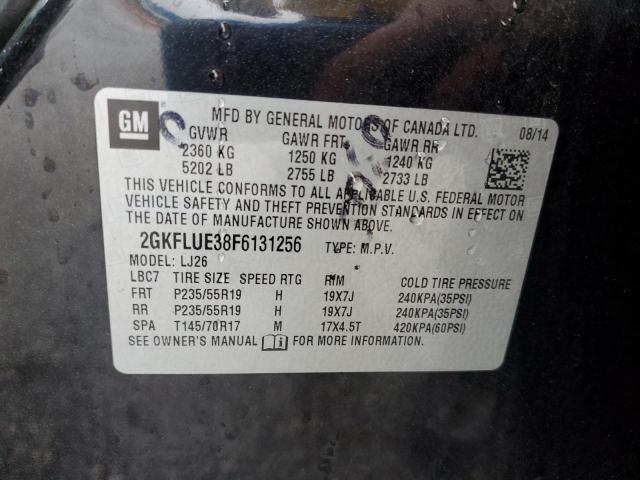 GM
MFD BY GENERAL MOTORS OF CANADA LTD. 08/14
GVWR GAWR FRT GAWR RR
2360 KG 1250 KG 1240 KG
5202 LB 2755 LB 2733 LB
THIS VEHICLE CONFORMS TO ALL APPLICABLE U.S. FEDERAL MOTOR
VEHICLE SAFETY AND THEFT PREVENTION STANDARDS IN EFFECT ON
THE DATE OF MANUFACTURE SHOWN ABOVE.
2GKFLUE38F6131256 TYPE: M.P.V.
MODEL: LJ26
LBC7 TIRE SIZE SPEED RTG RIM COLD TIRE PRESSURE
FRT P235/55R19 H 19X7J 240KPA(35PSI)
RR P235/55R19 H 19X7J 240KPA(35PSI)
SPA T145/70R17 M 17X4.5T 420KPA(60PSI)
SEE OWNER'S MANUAL FOR MORE INFORMATION.